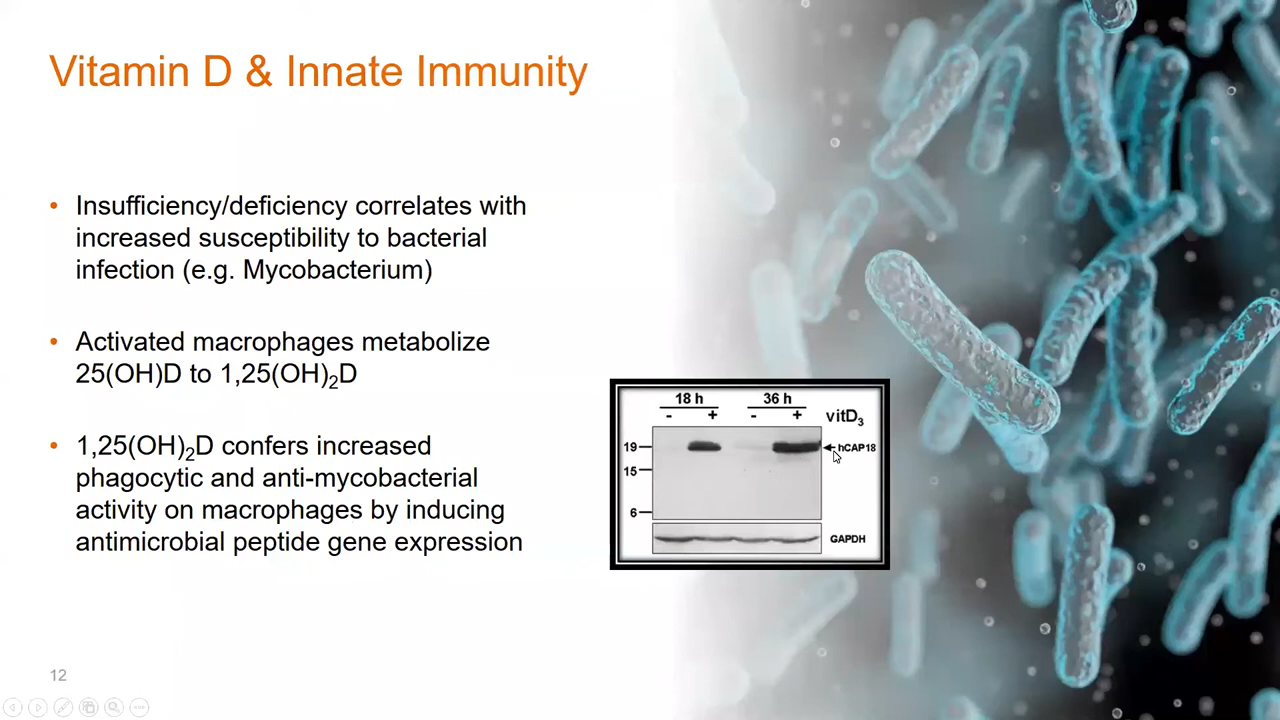 Vitamin D & Innate Immunity
• Insufficiency/deficiency correlates with
increased susceptibility to bacterial
infection (e.g. Mycobacterium)
• Activated macrophages metabolize
25(OH)D to 1,25(OH)₂D
• 1,25(OH)₂D confers increased
phagocytic and anti-mycobacterial
activity on macrophages by inducing
antimicrobial peptide gene expression
18 h 36 h
- + - + vitD₃
19 hCAP18
15
6
GAPDH
12